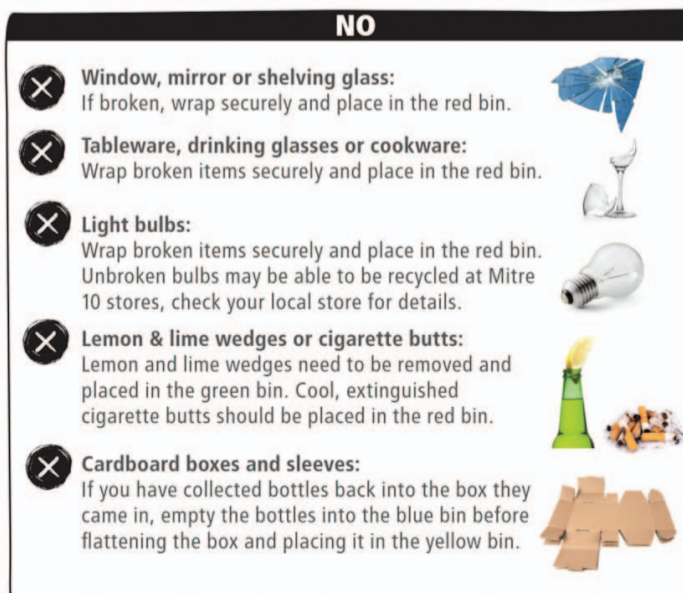 NO
Window, mirror or shelving glass:
If broken, wrap securely and place in the red bin.
Tableware, drinking glasses or cookware:
Wrap broken items securely and place in the red bin.
Light bulbs:
Wrap broken items securely and place in the red bin.
Unbroken bulbs may be able to be recycled at Mitre
10 stores, check your local store for details.
Lemon & lime wedges or cigarette butts:
Lemon and lime wedges need to be removed and
placed in the green bin. Cool, extinguished
cigarette butts should be placed in the red bin.
Cardboard boxes and sleeves:
If you have collected bottles back into the box they
came in, empty the bottles into the blue bin before
flattening the box and placing it in the yellow bin.